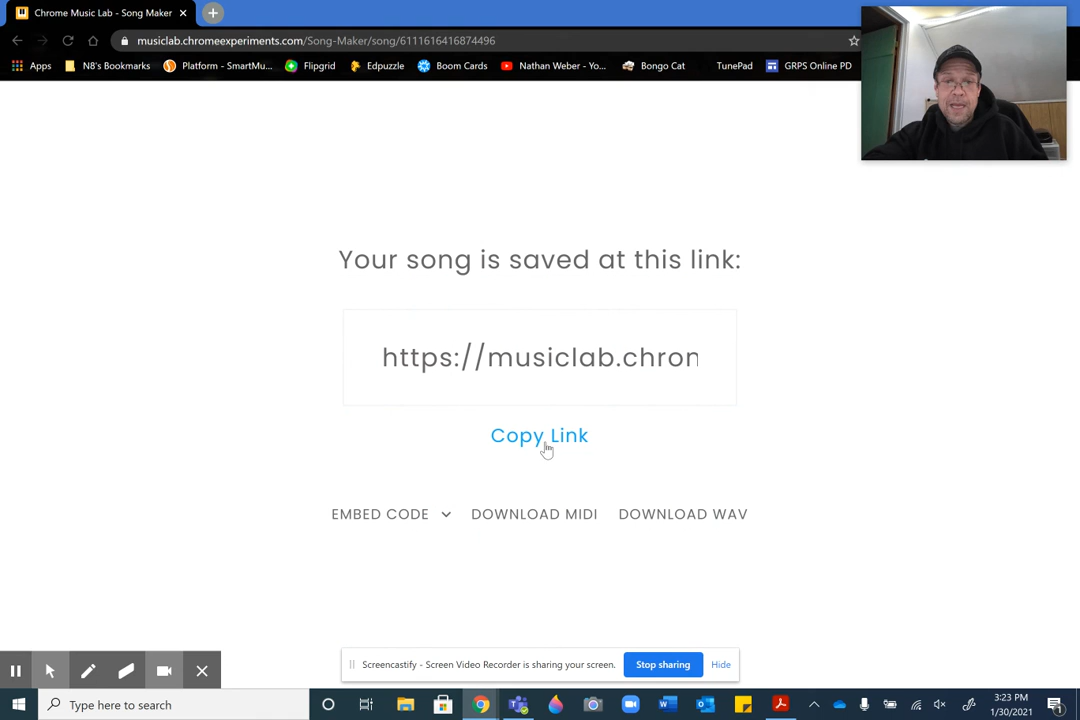 Chrome Music Lab - Song Maker
musiclab.chromeexperiments.com/Song-Maker/song/6111616416874496
Apps N8's Bookmarks Platform - SmartMu... Flipgrid Edpuzzle Boom Cards Nathan Weber - Yo... Bongo Cat TunePad GRPS Online PD
Your song is saved at this link:
https://musiclab.chron
Copy Link
EMBED CODE DOWNLOAD MIDI DOWNLOAD WAV
Screencastify - Screen Video Recorder is sharing your screen. Stop sharing Hide
Type here to search
3:23 PM
1/30/2021